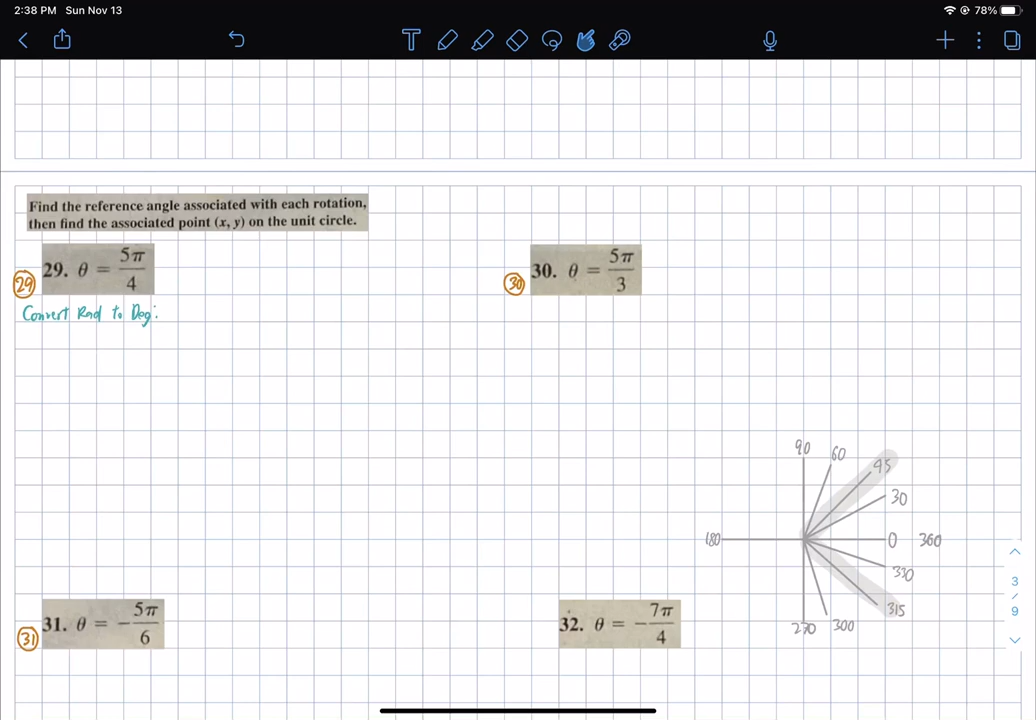 2:38 PM Sun Nov 13
78%
Find the reference angle associated with each rotation,
then find the associated point (x, y) on the unit circle.
29
29. θ = 5π/4
30
30. θ = 5π/3
Convert Rad to Deg:
90
60
45
30
180
0 360
330
315
270 300
3
/
9
31
31. θ = −5π/6
32. θ = −7π/4